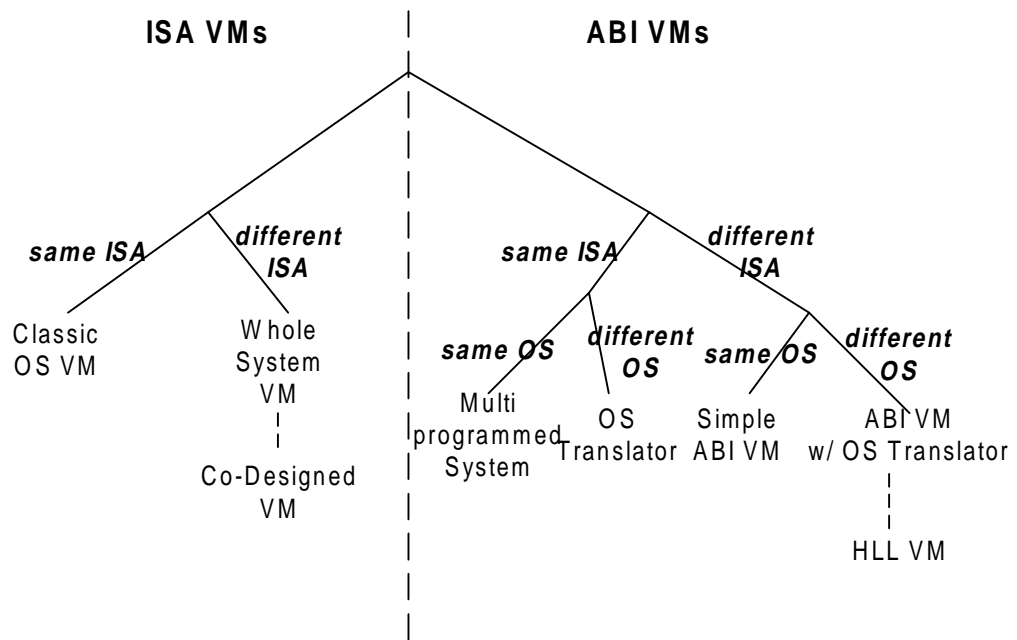 ISA VMs
ABI VMs
same ISA
different
ISA
Classic
OS VM
Whole
System
VM
Co-Designed
VM
same ISA
different
ISA
same OS
different
OS
Multi
programmed
System
OS
Translator
same OS
different
OS
Simple
ABI VM
ABI VM
w/ OS Translator
HLL VM